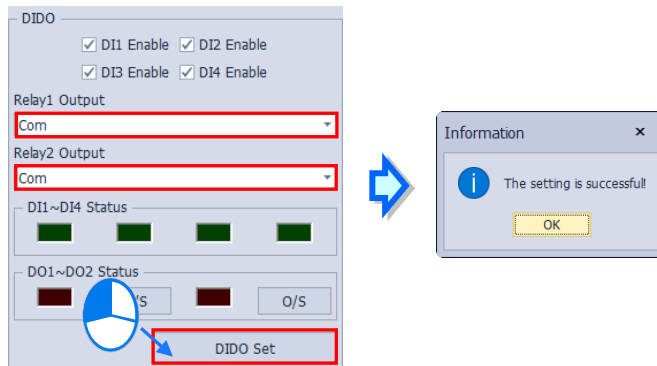 DIDO
DI1 Enable DI2 Enable
DI3 Enable DI4 Enable
Relay1 Output
Com
Relay2 Output
Com
DI1~DI4 Status
DO1~DO2 Status
/S O/S
DIDO Set
Information x
i The setting is successful!
OK